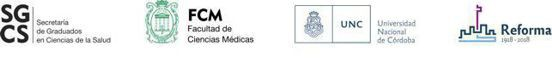 SG
CS
Secretaría
de Graduados
en Ciencias de la Salud
FCM
Facultad de
Ciencias Médicas
UNC
Universidad
Nacional
de Córdoba
Reforma
1918 - 2018